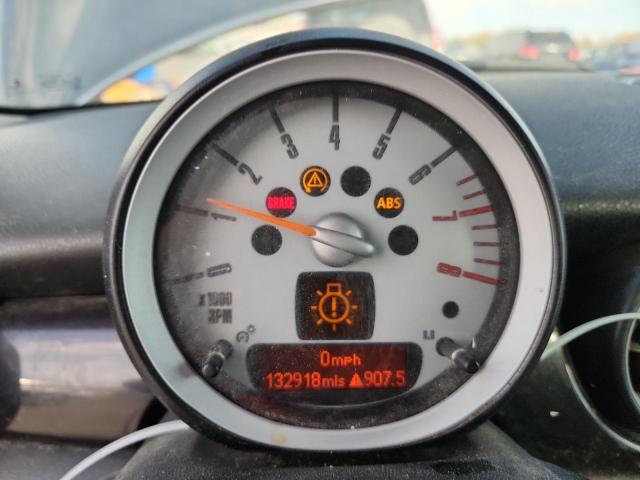 0 1 2 3 4 5 6 7 8
BRAKE ABS
x1000
RPM
0mph
132918mls 907.5